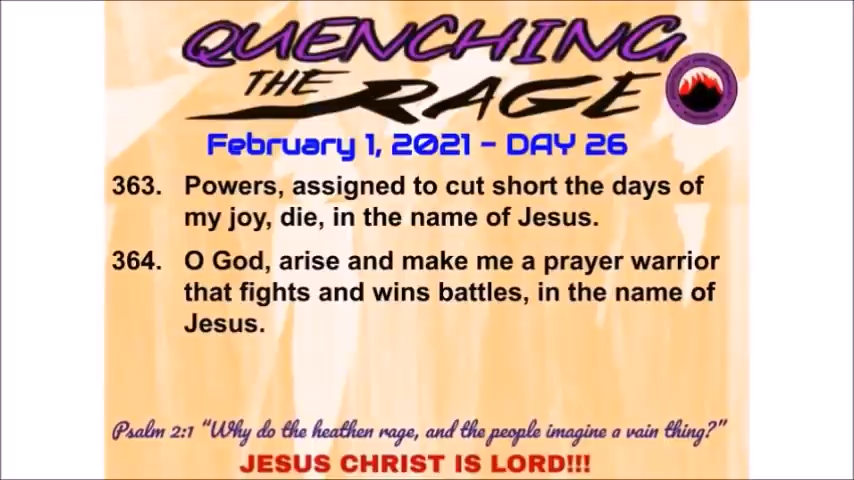 QUENCHING
THE RAGE
February 1, 2021 - DAY 26
363. Powers, assigned to cut short the days of
my joy, die, in the name of Jesus.
364. O God, arise and make me a prayer warrior
that fights and wins battles, in the name of
Jesus.
Psalm 2:1 "Why do the heathen rage, and the people imagine a vain thing?"
JESUS CHRIST IS LORD!!!